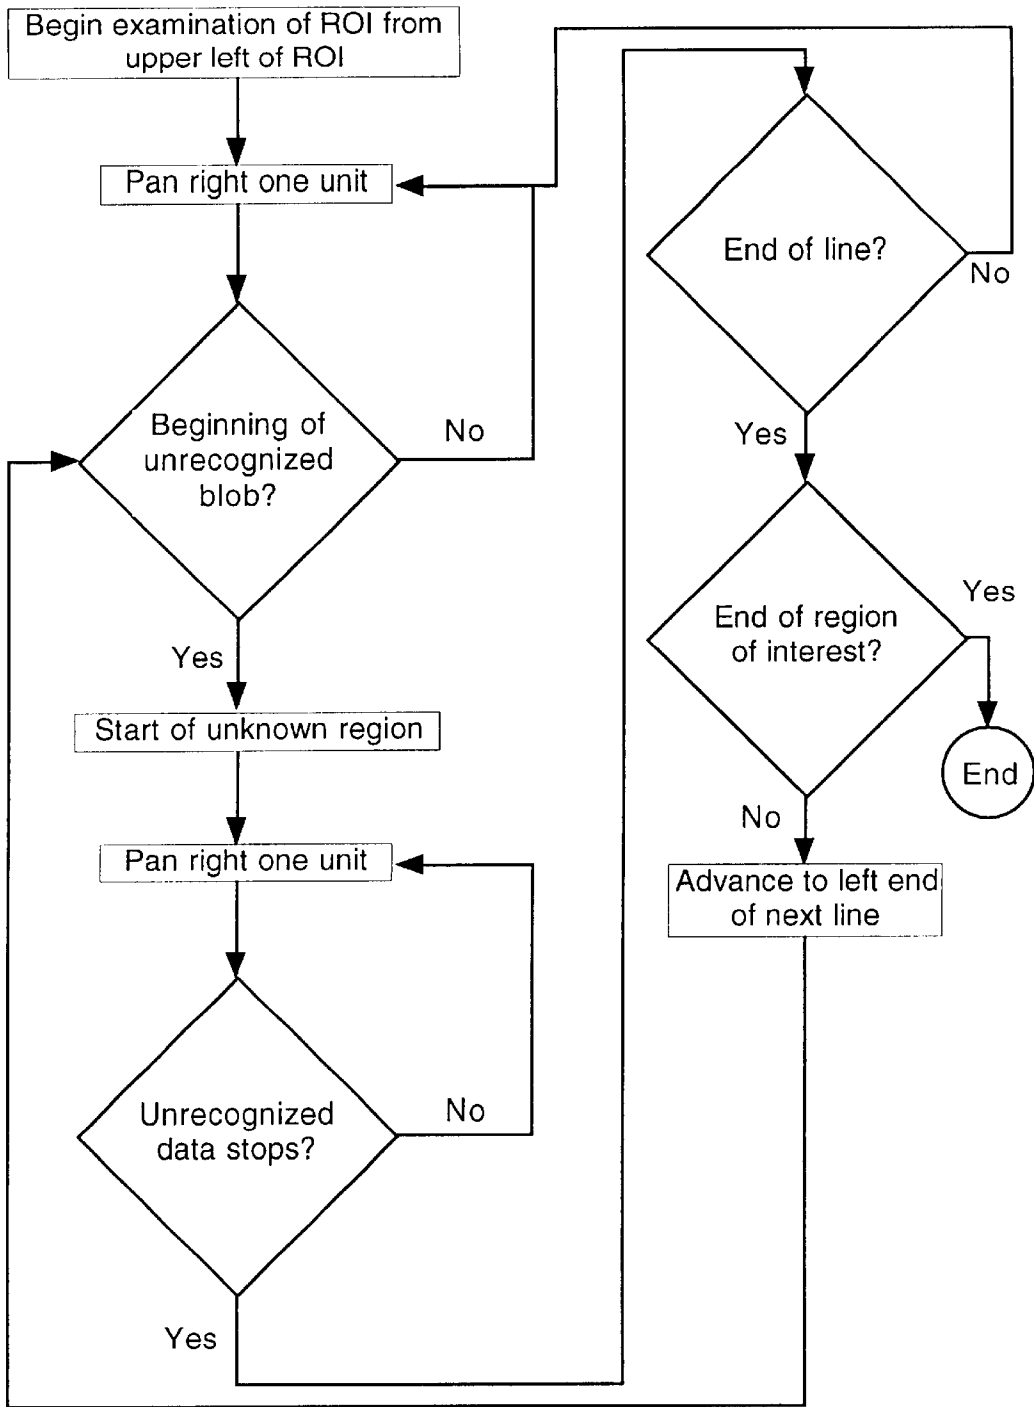 Begin examination of ROI from
upper left of ROI
Pan right one unit
Beginning of
unrecognized
blob?
No
Yes
Start of unknown region
Pan right one unit
Unrecognized
data stops?
No
Yes
End of line?
No
Yes
End of region
of interest?
Yes
End
No
Advance to left end
of next line